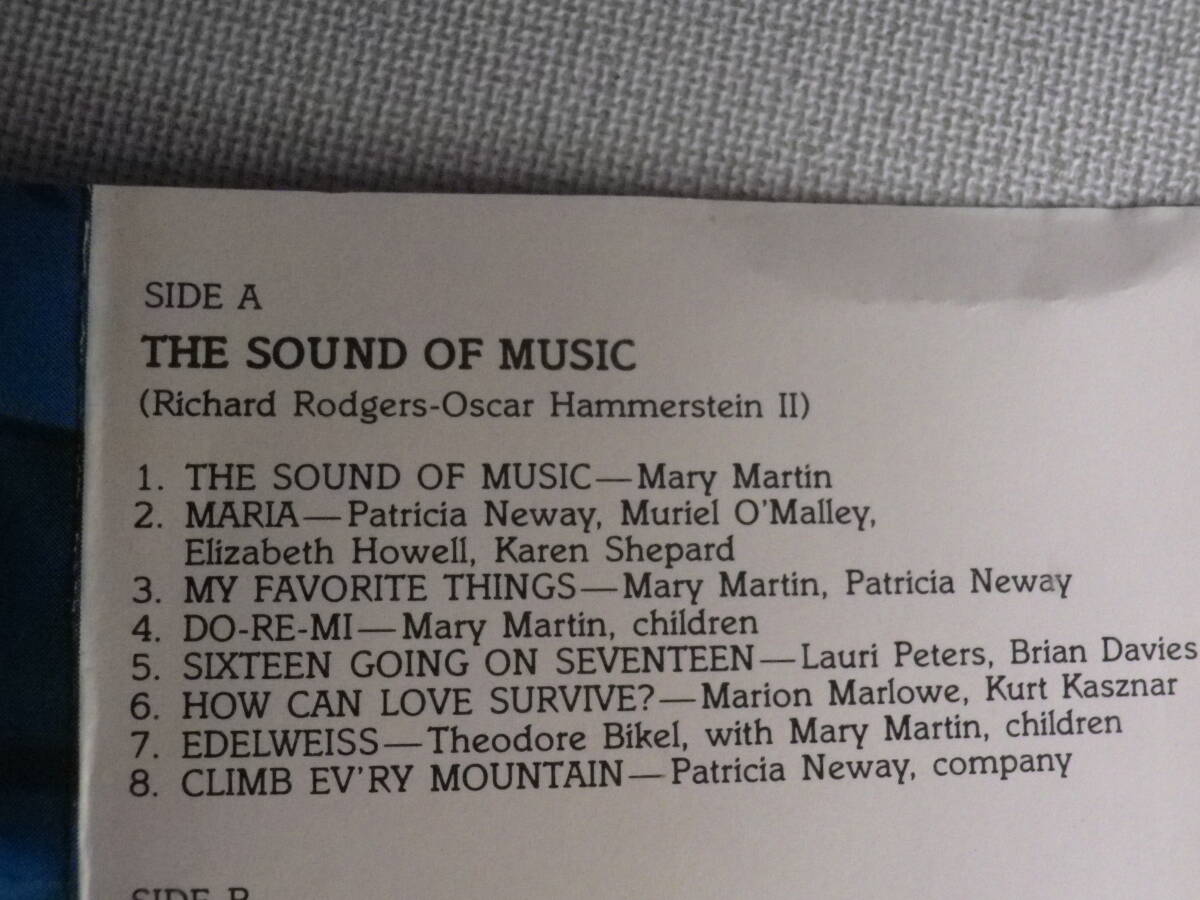 SIDE A
THE SOUND OF MUSIC
(Richard Rodgers-Oscar Hammerstein II)
1. THE SOUND OF MUSIC—Mary Martin
2. MARIA—Patricia Neway, Muriel O'Malley,
Elizabeth Howell, Karen Shepard
3. MY FAVORITE THINGS—Mary Martin, Patricia Neway
4. DO-RE-MI—Mary Martin, children
5. SIXTEEN GOING ON SEVENTEEN—Lauri Peters, Brian Davies
6. HOW CAN LOVE SURVIVE?—Marion Marlowe, Kurt Kasznar
7. EDELWEISS—Theodore Bikel, with Mary Martin, children
8. CLIMB EV'RY MOUNTAIN—Patricia Neway, company
SIDE B